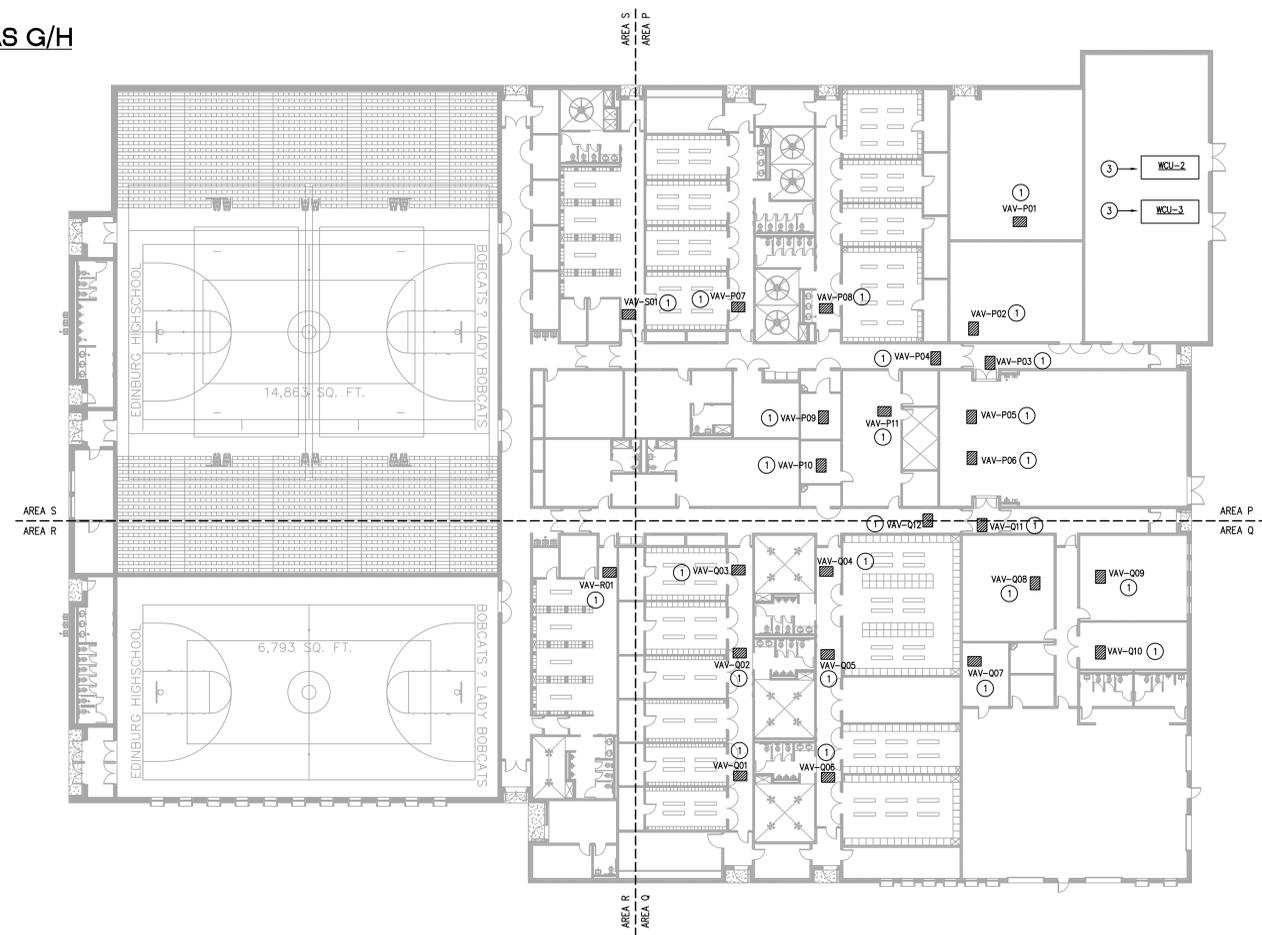 AS G/H
AREA S
AREA P
3
WCU-2
3
WCU-3
1
VAV-P01
EDINBURG HIGHSCHOOL
14,863 SQ. FT.
BOBCATS ? LADY BOBCATS
VAV-S01
1
1
VAV-P07
VAV-P08
1
VAV-P02
1
1
VAV-P04
VAV-P03
1
1
VAV-P09
VAV-P11
1
VAV-P05
1
1
VAV-P10
VAV-P06
1
AREA S
AREA R
AREA P
AREA Q
1
VAV-Q12
VAV-Q11
1
VAV-R01
1
1
VAV-Q03
VAV-Q04
1
VAV-Q08
1
VAV-Q09
1
EDINBURG HIGHSCHOOL
6,793 SQ. FT.
BOBCATS ? LADY BOBCATS
VAV-Q02
1
VAV-Q05
1
VAV-Q07
1
VAV-Q10
1
1
VAV-Q01
1
VAV-Q06
AREA R
AREA Q